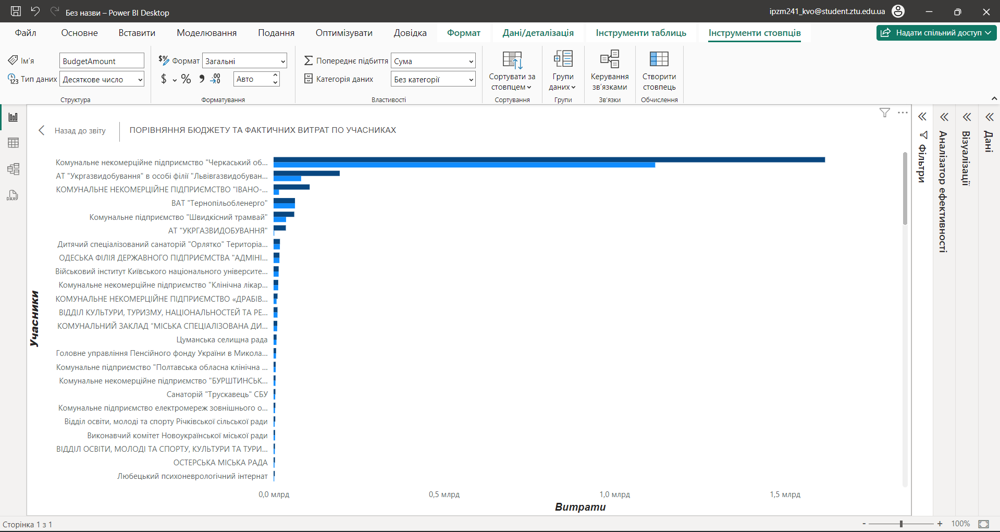 Без назви – Power BI Desktop
ipzm241_kvo@student.ztu.edu.ua
Файл Основне Вставити Моделювання Подання Оптимізувати Довідка Формат Дані/деталізація Інструменти таблиць Інструменти стовпців
Надати спільний доступ
Ім'я BudgetAmount
Тип даних Десяткове число
Структура
$% Формат Загальні
$ % , .00 Авто
Форматування
Σ Попереднє підбиття Сума
Категорія даних Без категорії
Властивості
Сортувати за
стовпцем
Сортування
Групи
даних
Групи
Керування
зв'язками
Зв'язки
Створити
стовпець
Обчислення
Назад до звіту
ПОРІВНЯННЯ БЮДЖЕТУ ТА ФАКТИЧНИХ ВИТРАТ ПО УЧАСНИКАХ
Комунальне некомерційне підприємство "Черкаський об...
АТ "Укргазвидобування" в особі філії "Львівгазвидобуван...
КОМУНАЛЬНЕ НЕКОМЕРЦІЙНЕ ПІДПРИЄМСТВО "ІВАНО-...
ВАТ "Тернопільобленерго"
Комунальне підприємство "Швидкісний трамвай"
АТ "УКРГАЗВИДОБУВАННЯ"
Дитячий спеціалізований санаторій "Орлятко" Територіа...
ОДЕСЬКА ФІЛІЯ ДЕРЖАВНОГО ПІДПРИЄМСТВА "АДМІНІ...
Військовий інститут Київського національного університе...
Комунальне некомерційне підприємство "Клінічна лікар...
КОМУНАЛЬНЕ НЕКОМЕРЦІЙНЕ ПІДПРИЄМСТВО «ДРАБІВ...
ВІДДІЛ КУЛЬТУРИ, ТУРИЗМУ, НАЦІОНАЛЬНОСТЕЙ ТА РЕ...
КОМУНАЛЬНИЙ ЗАКЛАД "МІСЬКА СПЕЦІАЛІЗОВАНА ДИ...
Цуманська селищна рада
Головне управління Пенсійного фонду України в Микола...
Комунальне підприємство "Полтавська обласна клінічна ...
Комунальне некомерційне підприємство "БУРШТИНСЬК...
Санаторій "Трускавець" СБУ
Комунальне підприємство електромереж зовнішнього о...
Відділ освіти, молоді та спорту Річківської сільської ради
Виконавчий комітет Новоукраїнської міської ради
ВІДДІЛ ОСВІТИ, МОЛОДІ ТА СПОРТУ, КУЛЬТУРИ ТА ТУРИ...
ОСТЕРСЬКА МІСЬКА РАДА
Любецький психоневрологічний інтернат
Учасники
0,0 млрд 0,5 млрд 1,0 млрд 1,5 млрд
Витрати
Фільтри
Аналізатор ефективності
Візуалізації
Дані
DAX
Сторінка 1 з 1
- + 100%